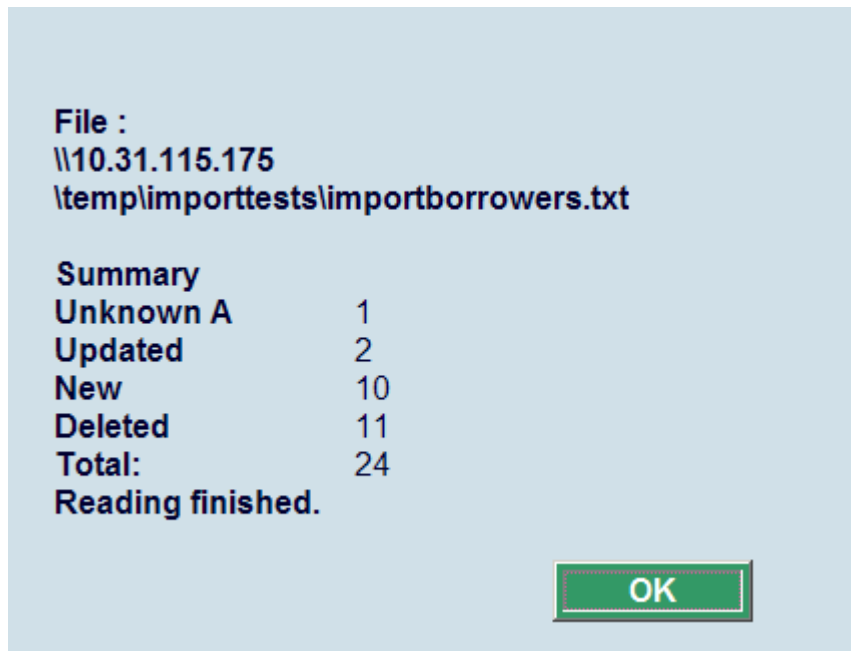 File :
\\10.31.115.175
\temp\importtests\importborrowers.txt
Summary
Unknown A 1
Updated 2
New 10
Deleted 11
Total: 24
Reading finished.
OK